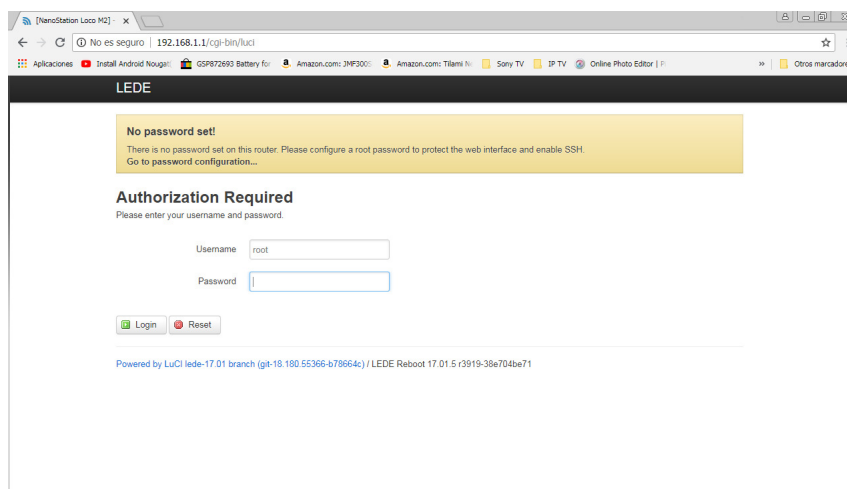 [NanoStation Loco M2] -
No es seguro | 192.168.1.1/cgi-bin/luci
Aplicaciones Install Android Nougat GSP872693 Battery for Amazon.com: JMF300S Amazon.com: Tilami N Sony TV IP TV Online Photo Editor | P » Otros marcadore
LEDE
No password set!
There is no password set on this router. Please configure a root password to protect the web interface and enable SSH.
Go to password configuration...
Authorization Required
Please enter your username and password.
Username root
Password
Login Reset
Powered by LuCI lede-17.01 branch (git-18.180.55366-b78664c) / LEDE Reboot 17.01.5 r3919-38e704be71